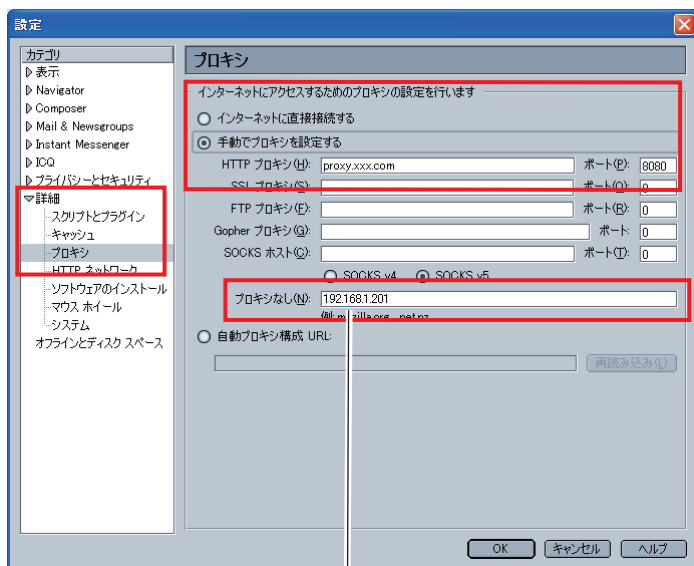 設定
カテゴリ
表示
Navigator
Composer
Mail & Newsgroups
Instant Messenger
ICQ
プライバシーとセキュリティ
詳細
スクリプトとプラグイン
キャッシュ
プロキシ
HTTP ネットワーク
ソフトウェアのインストール
マウス ホイール
システム
オフラインとディスク スペース
プロキシ
インターネットにアクセスするためのプロキシの設定を行います
インターネットに直接接続する
手動でプロキシを設定する
HTTP プロキシ(H): proxy.xxx.com ポート(P): 8080
SSL プロキシ(S): ポート(O): 0
FTP プロキシ(F): ポート(R): 0
Gopher プロキシ(G): ポート: 0
SOCKS ホスト(C): ポート(T): 0
SOCKS v4 SOCKS v5
プロキシなし(N): 192.168.1.201
例: mozilla.org, .net.nz
自動プロキシ構成 URL:
再読み込み(L)
OK キャンセル ヘルプ